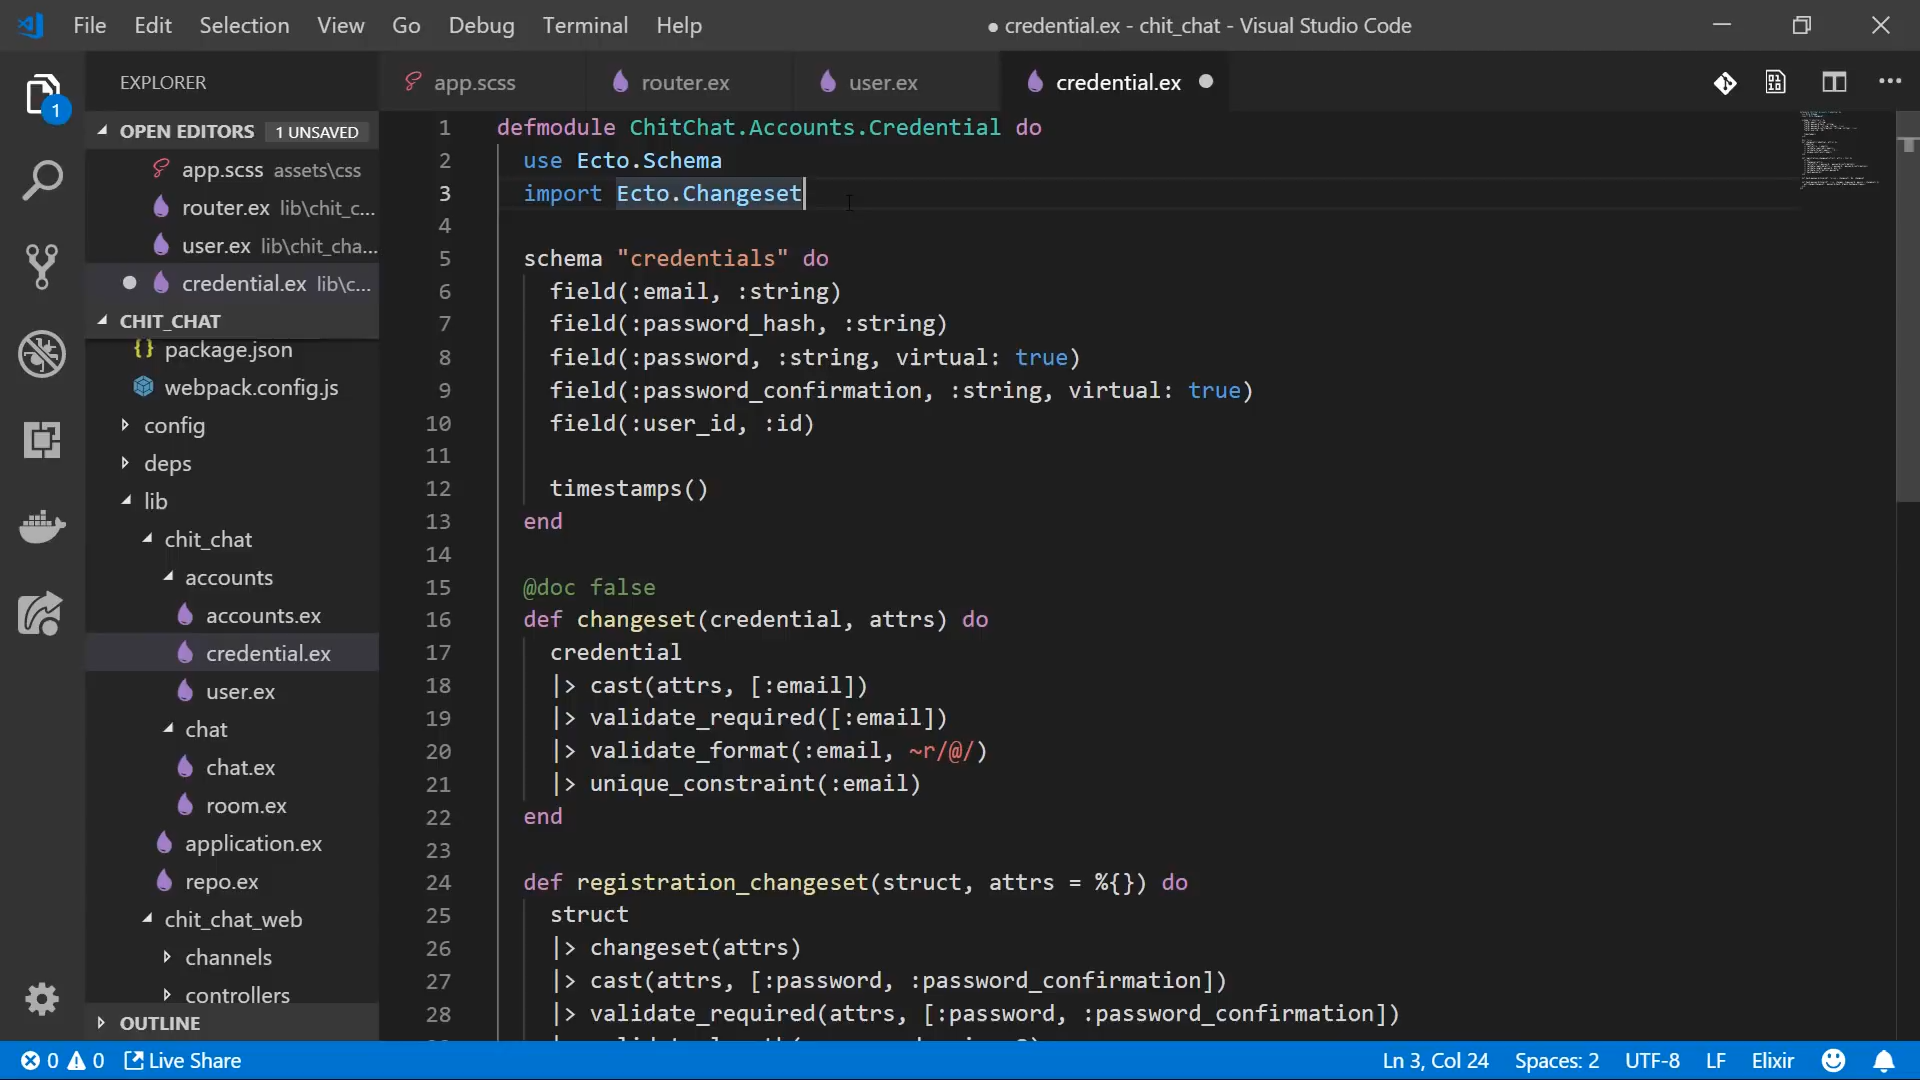 File Edit Selection View Go Debug Terminal Help
● credential.ex - chit_chat - Visual Studio Code
1
EXPLORER
OPEN EDITORS 1 UNSAVED
app.scss assets\css
router.ex lib\chit_c...
user.ex lib\chit_cha...
credential.ex lib\c...
CHIT_CHAT
package.json
webpack.config.js
config
deps
lib
chit_chat
accounts
accounts.ex
credential.ex
user.ex
chat
chat.ex
room.ex
application.ex
repo.ex
chit_chat_web
channels
controllers
OUTLINE
app.scss router.ex user.ex credential.ex
1 defmodule ChitChat.Accounts.Credential do
2 use Ecto.Schema
3 import Ecto.Changeset
4
5 schema "credentials" do
6 field(:email, :string)
7 field(:password_hash, :string)
8 field(:password, :string, virtual: true)
9 field(:password_confirmation, :string, virtual: true)
10 field(:user_id, :id)
11
12 timestamps()
13 end
14
15 @doc false
16 def changeset(credential, attrs) do
17 credential
18 |> cast(attrs, [:email])
19 |> validate_required([:email])
20 |> validate_format(:email, ~r/@/)
21 |> unique_constraint(:email)
22 end
23
24 def registration_changeset(struct, attrs = %{}) do
25 struct
26 |> changeset(attrs)
27 |> cast(attrs, [:password, :password_confirmation])
28 |> validate_required(attrs, [:password, :password_confirmation])
0 0 Live Share
Ln 3, Col 24 Spaces: 2 UTF-8 LF Elixir